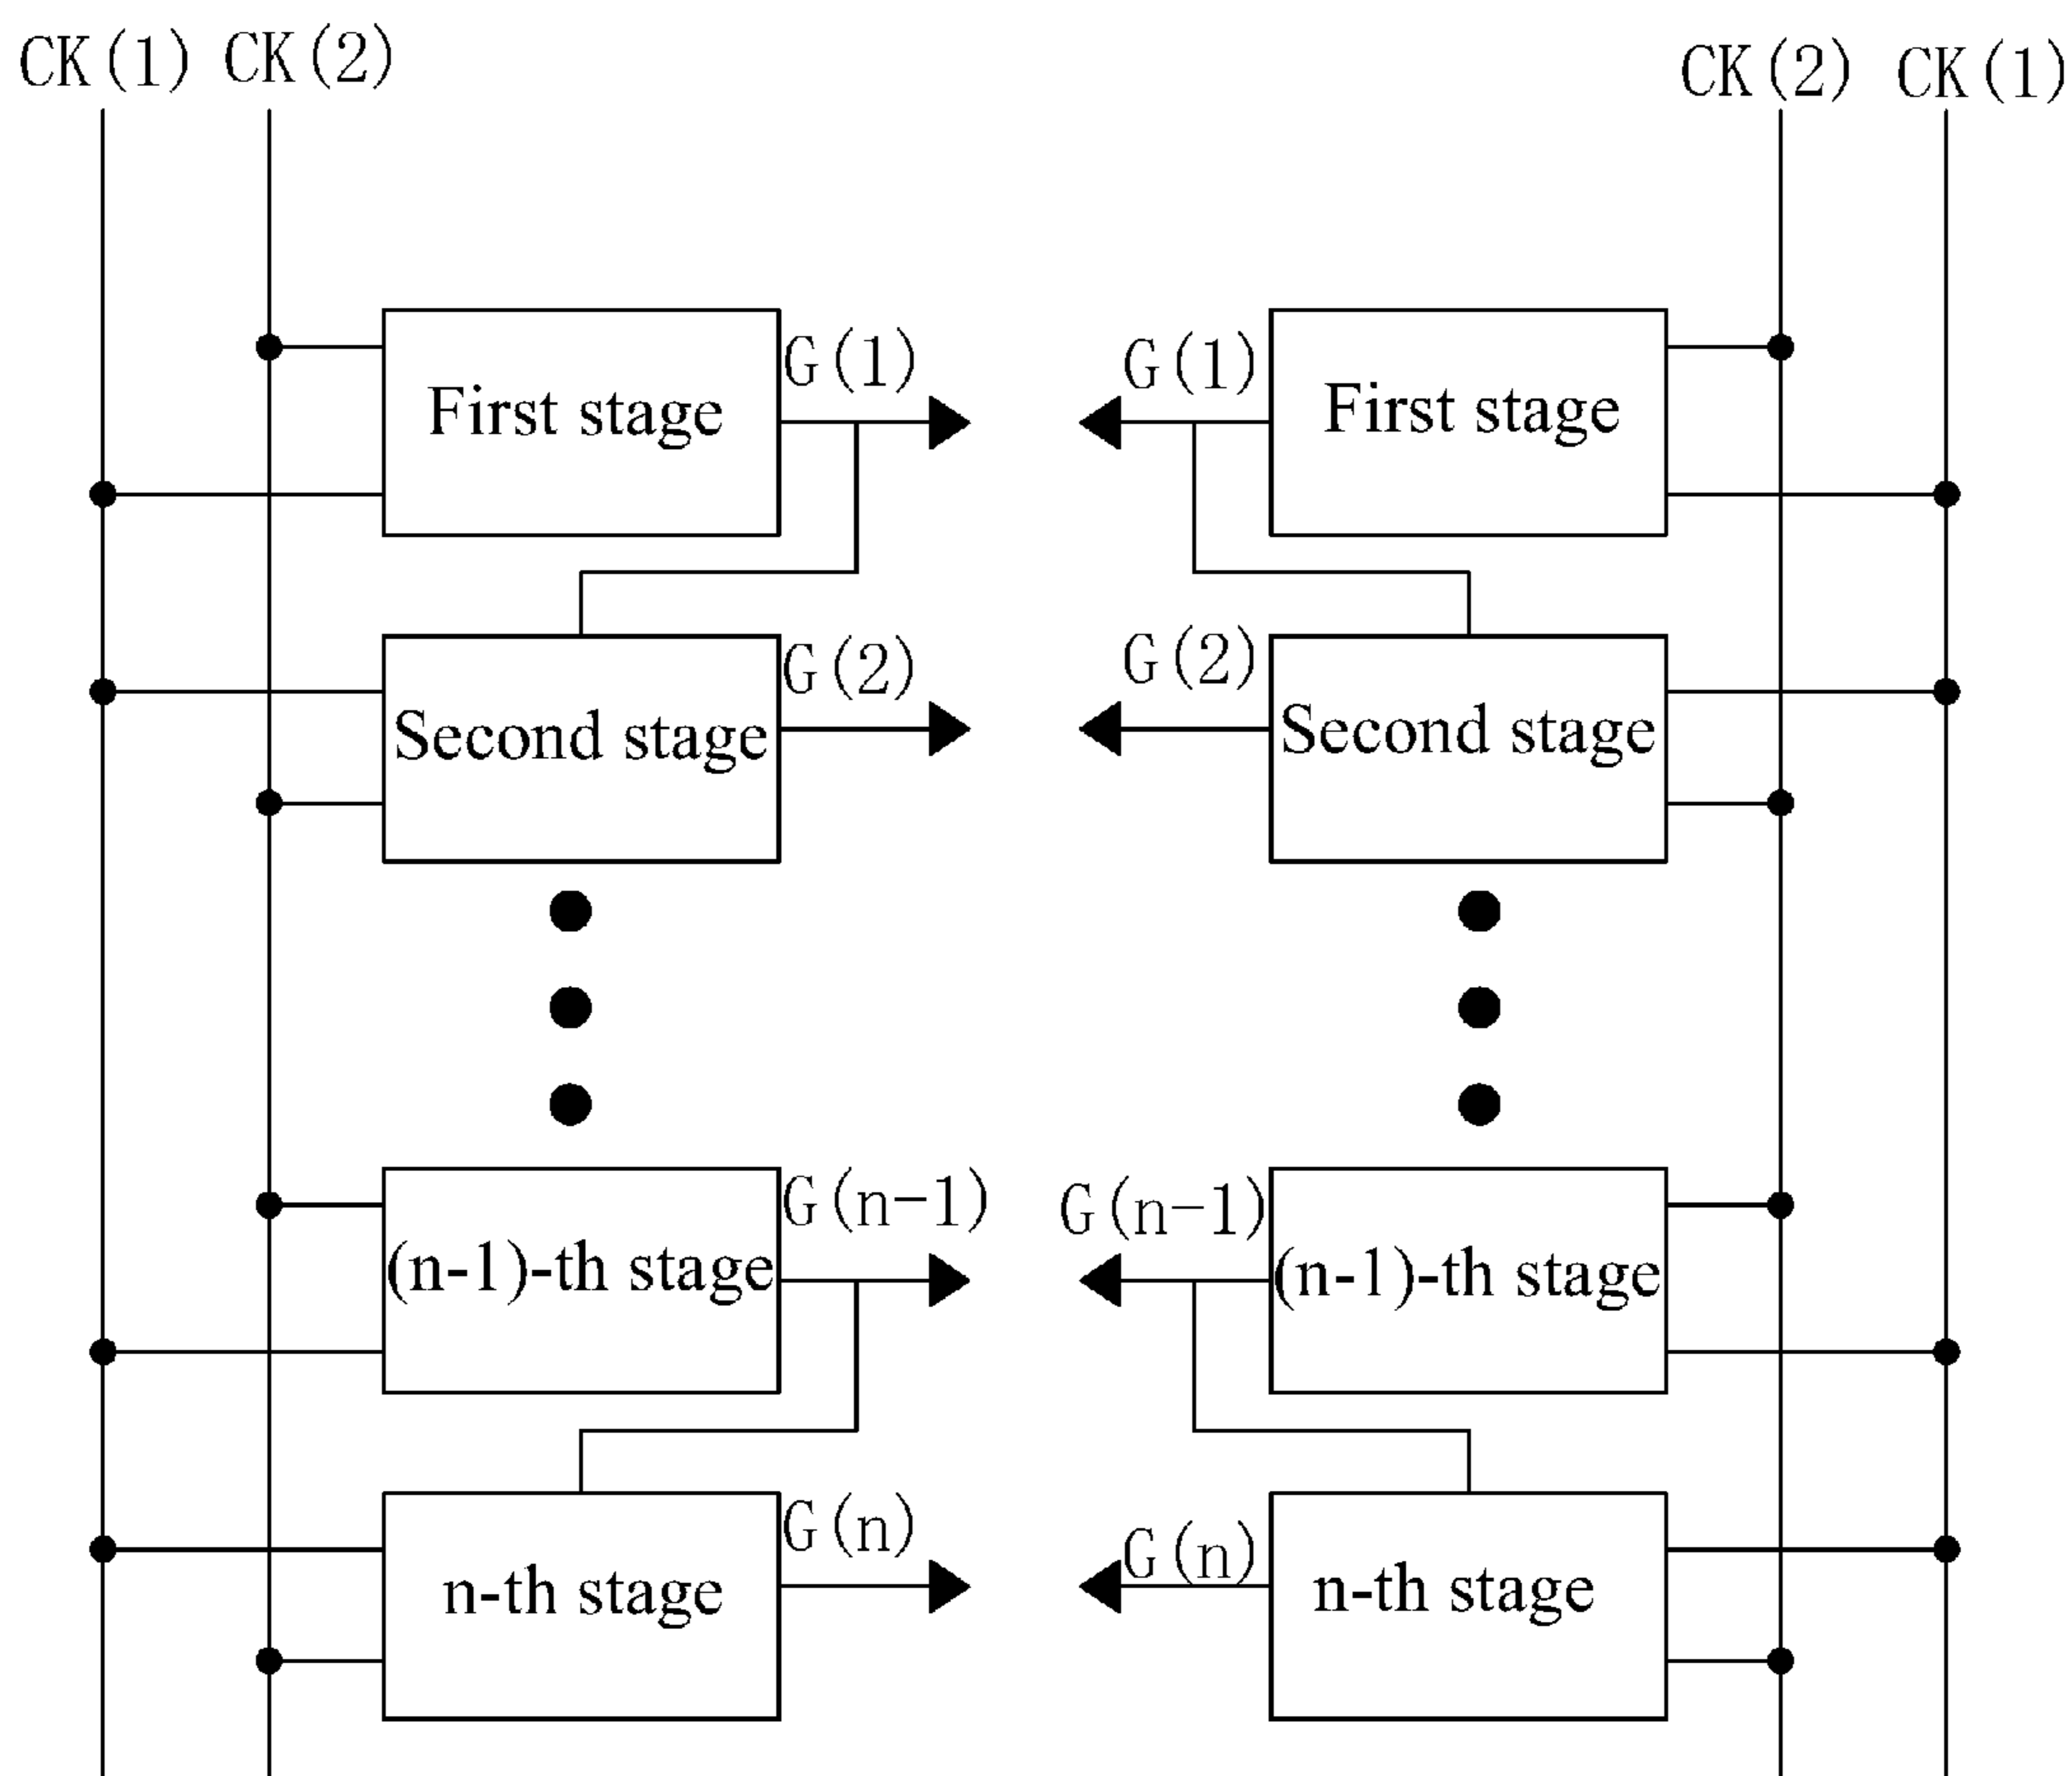 CK(1) CK(2) CK(2) CK(1)
G(1) G(1)
First stage First stage
G(2) G(2)
Second stage Second stage
G(n-1) G(n-1)
(n-1)-th stage (n-1)-th stage
G(n) G(n)
n-th stage n-th stage